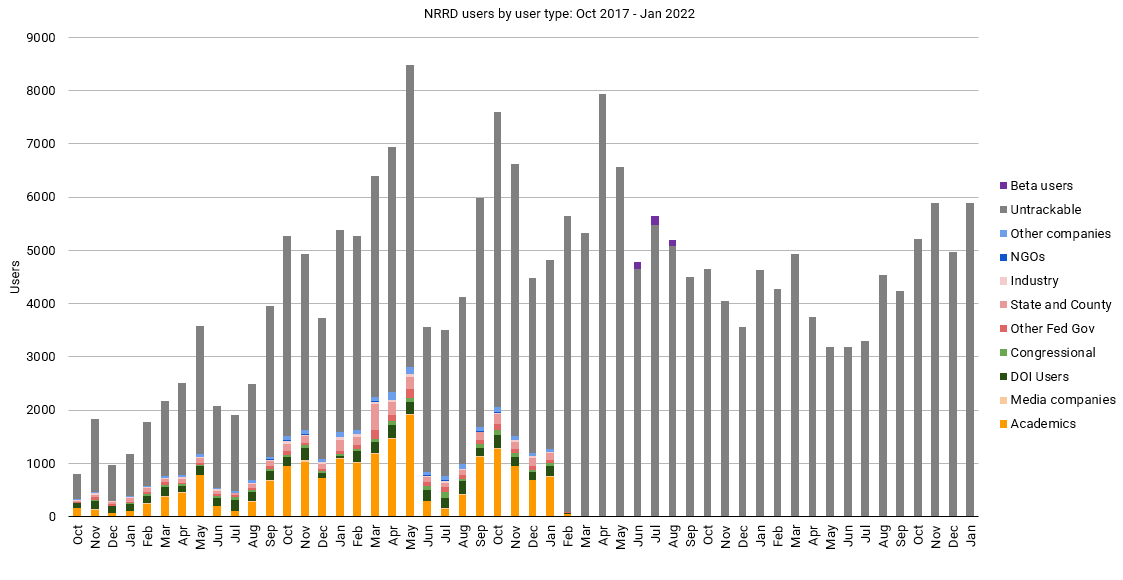 NRRD users by user type: Oct 2017 - Jan 2022
9000
8000
7000
6000
5000
4000
3000
2000
1000
0
Users
Oct
Nov
Dec
Jan
Feb
Mar
Apr
May
Jun
Jul
Aug
Sep
Oct
Nov
Dec
Jan
Feb
Mar
Apr
May
Jun
Jul
Aug
Sep
Oct
Nov
Dec
Jan
Feb
Mar
Apr
May
Jun
Jul
Aug
Sep
Oct
Nov
Dec
Jan
Feb
Mar
Apr
May
Jun
Jul
Aug
Sep
Oct
Nov
Dec
Jan
Beta users
Untrackable
Other companies
NGOs
Industry
State and County
Other Fed Gov
Congressional
DOI Users
Media companies
Academics